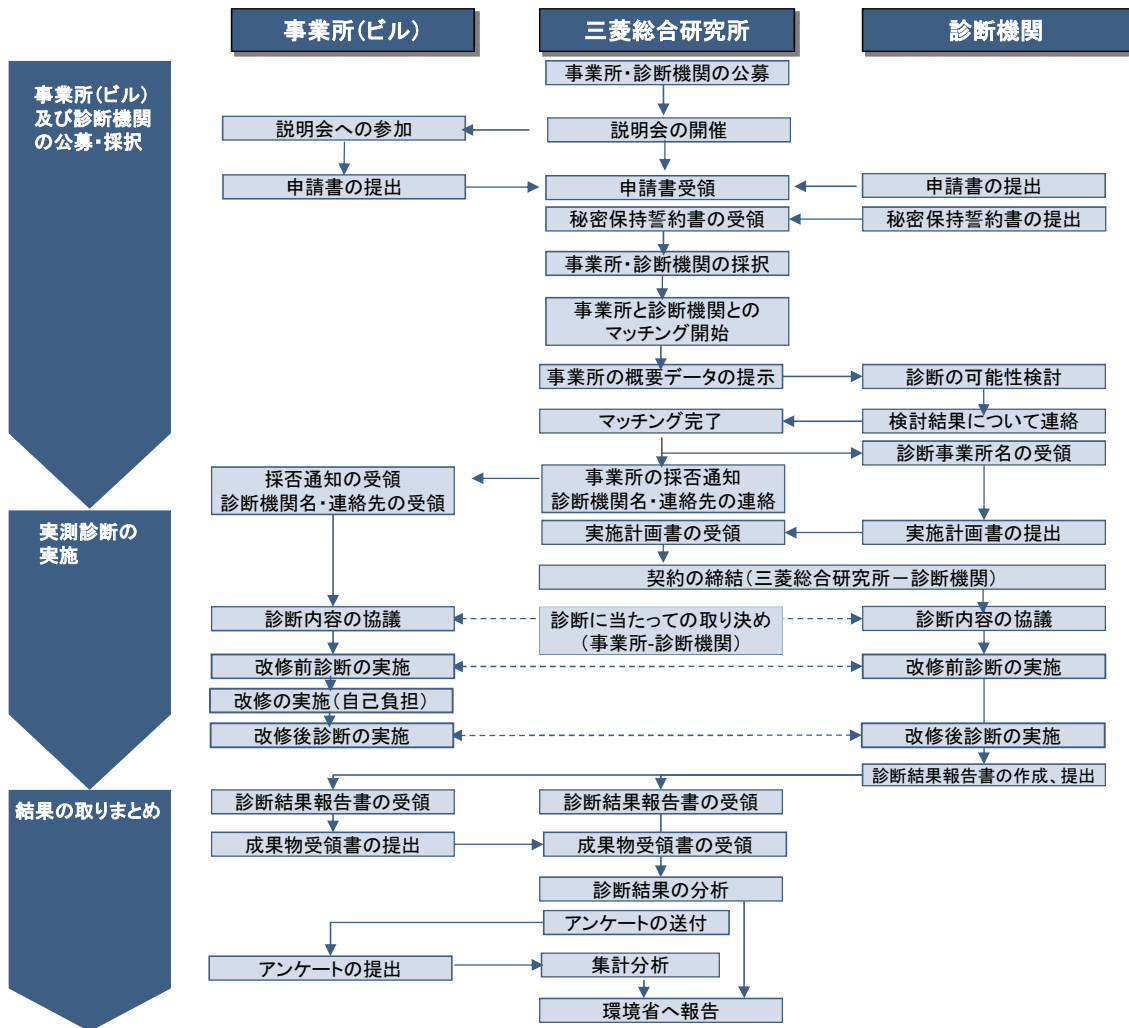 事業所(ビル)
三菱総合研究所
診断機関
事業所(ビル)
及び診断機関
の公募・採択
事業所・診断機関の公募
説明会への参加
説明会の開催
申請書の提出
申請書受領
申請書の提出
秘密保持誓約書の受領
秘密保持誓約書の提出
事業所・診断機関の採択
事業所と診断機関との
マッチング開始
事業所の概要データの提示
診断の可能性検討
マッチング完了
検討結果について連絡
診断事業所名の受領
採否通知の受領
診断機関名・連絡先の受領
事業所の採否通知
診断機関名・連絡先の連絡
実測診断の
実施
実施計画書の受領
実施計画書の提出
契約の締結(三菱総合研究所－診断機関)
診断内容の協議
診断に当たっての取り決め
(事業所-診断機関)
診断内容の協議
改修前診断の実施
改修前診断の実施
改修の実施(自己負担)
改修後診断の実施
改修後診断の実施
診断結果報告書の作成、提出
結果の取りまとめ
診断結果報告書の受領
診断結果報告書の受領
成果物受領書の提出
成果物受領書の受領
診断結果の分析
アンケートの送付
アンケートの提出
集計分析
環境省へ報告